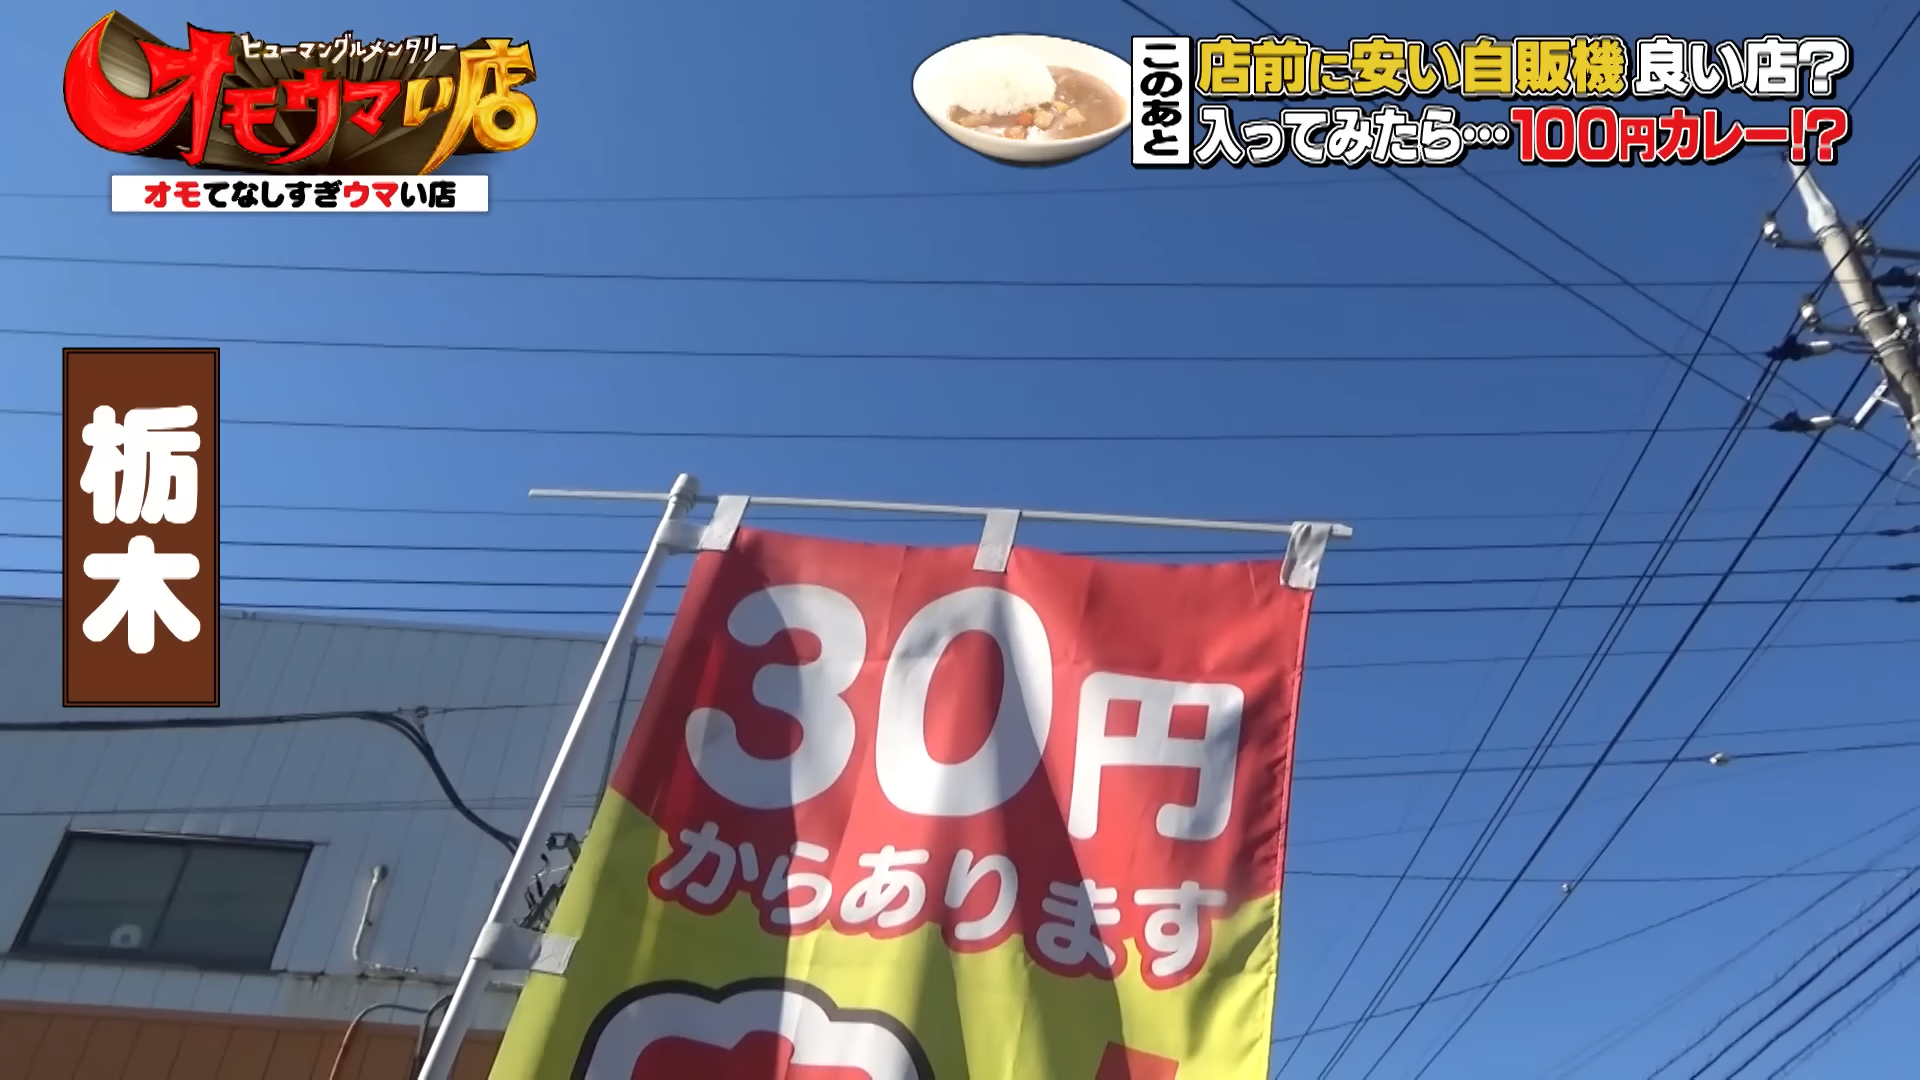 ヒューマングルメンタリー
オモウマい店
オモてなしすぎウマい店
このあと
店前に安い自販機 良い店?
入ってみたら…100円カレー!?
栃木
30円
からあります